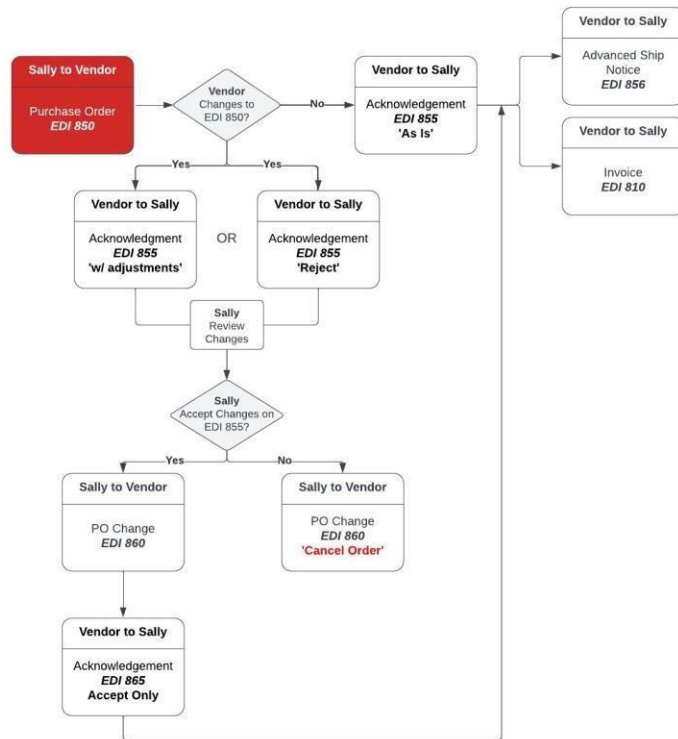 Sally to Vendor
Purchase Order
EDI 850
Vendor
Changes to
EDI 850?
No
Vendor to Sally
Acknowledgement
EDI 855
'As Is'
Vendor to Sally
Advanced Ship
Notice
EDI 856
Vendor to Sally
Invoice
EDI 810
Yes
Yes
Vendor to Sally
Acknowledgment
EDI 855
'w/ adjustments'
OR
Vendor to Sally
Acknowledgement
EDI 855
'Reject'
Sally
Review
Changes
Sally
Accept Changes on
EDI 855?
Yes
No
Sally to Vendor
PO Change
EDI 860
Sally to Vendor
PO Change
EDI 860
'Cancel Order'
Vendor to Sally
Acknowledgement
EDI 865
Accept Only